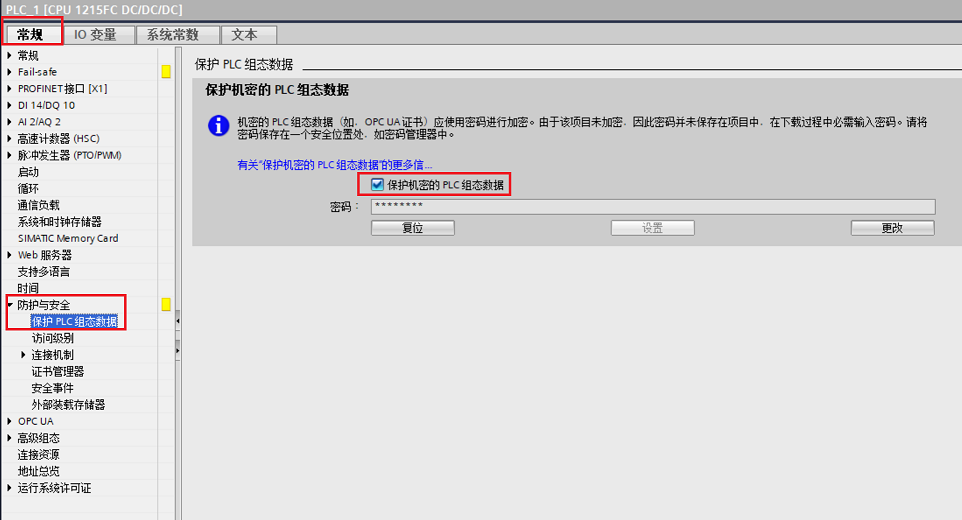 PLC_1 [CPU 1215FC DC/DC/DC]
常规
IO 变量
系统常数
文本
常规
Fail-safe
PROFINET接口 [X1]
DI 14/DQ 10
AI 2/AQ 2
高速计数器 (HSC)
脉冲发生器 (PTO/PWM)
启动
循环
通信负载
系统和时钟存储器
SIMATIC Memory Card
Web 服务器
支持多语言
时间
防护与安全
保护 PLC 组态数据
访问级别
连接机制
证书管理器
安全事件
外部装载存储器
OPC UA
高级组态
连接资源
地址总览
运行系统许可证
保护 PLC 组态数据
保护机密的 PLC 组态数据
机密的 PLC 组态数据（如，OPC UA 证书）应使用密码进行加密。由于该项目未加密，因此密码并未保存在项目中，在下载过程中必需输入密码。请将
密码保存在一个安全位置处，如密码管理器中。
有关“保护机密的 PLC 组态数据”的更多信...
保护机密的 PLC 组态数据
密码：
********
复位
设置
更改